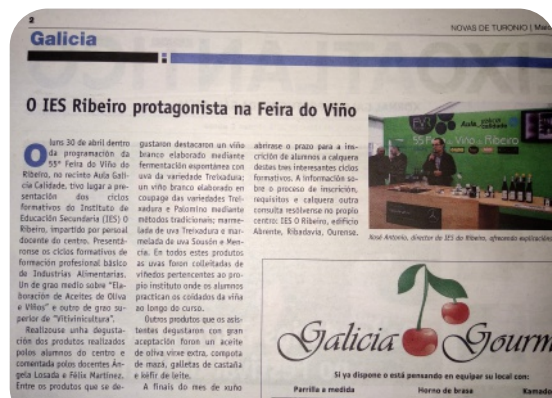 2
NOVAS DE TURONIO
Galicia
O IES Ribeiro protagonista na Feira do Viño
O luns 30 de abril dentro
da programación da
55ª Feira do Viño do
Ribeiro, no recinto Aula Gali-
cia Calidade, tivo lugar a pre-
sentación dos ciclos
formativos do Instituto de
Educación Secundaria (IES) O
Ribeiro, impartido por persoal
docente do centro. Presentá-
ronse os ciclos formativos de
formación profesional básico
de Industrias Alimentarias.
Un de grao medio sobre "Ela-
boración de Aceites de Oliva
e Viños" e outro de grao su-
perior de "Vitivinicultura".
Realizouse unha degusta-
ción dos produtos realizados
polos alumnos do centro e
comentada polos docentes Án-
gela Losada e Félix Martínez.
Entre os produtos que se de-
gustaron destacaron un viño
branco elaborado mediante
fermentación espontánea con
uva da variedade Treixadura;
un viño branco elaborado en
coupage das variedades Trei-
xadura e Palomino mediante
métodos tradicionais; marme-
lada de uva Treixadura e mar-
melada de uva Sousón e Men-
cía. En todos estes produtos
as uvas foron colleitadas de
viñedos pertencentes ao pro-
pio instituto onde os alumnos
practican os coidados da viña
ao longo do curso.
Outros produtos que os asis-
tentes degustaron con gran
aceptación foron un aceite
de oliva virxe extra, compota
de mazá, galletas de castaña
e kéfir de leite.
A finais do mes de xuño
abrirase o prazo para a ins-
crición de alumnos a calquera
destas tres interesantes ciclos
formativos. A información so-
bre o proceso de inscrición,
requisitos e calquera outra
consulta resólvense no propio
centro: IES O Ribeiro, edificio
Abrente, Ribadavia, Ourense.
FVR
Aula
galicia
calidade
55 Feira do Viño do Ribeiro
José Antonio, director de IES do Ribeiro, ofrecendo explicación
Galicia Gourm
Si ya dispone o está pensando en equipar su local con:
Parrilla a medida
Horno de brasa
Kamado